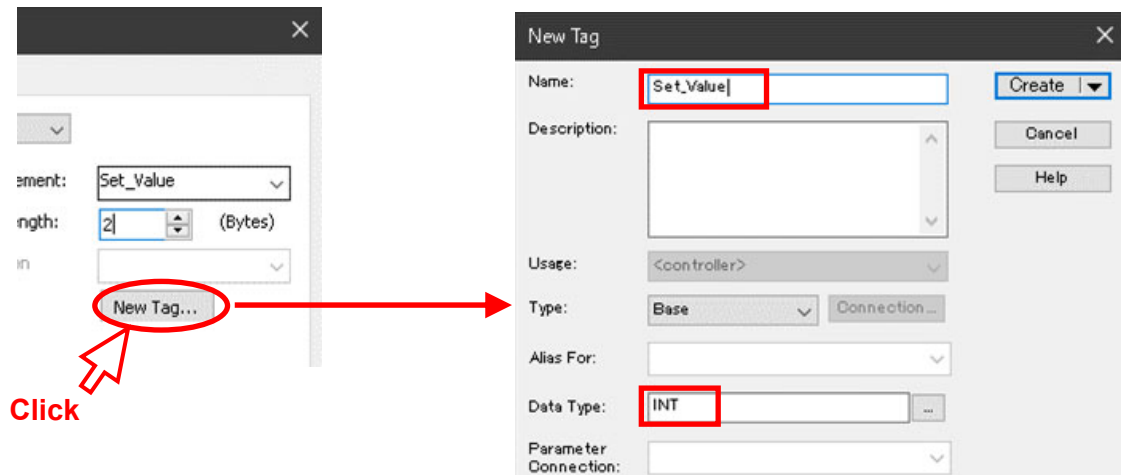 ement:
Set_Value
ngth:
2
(Bytes)
n
New Tag...
Click
New Tag
Name:
Set_Value
Create
Description:
Cancel
Help
Usage:
<controller>
Type:
Base
Connection...
Alias For:
Data Type:
INT
...
Parameter
Connection: